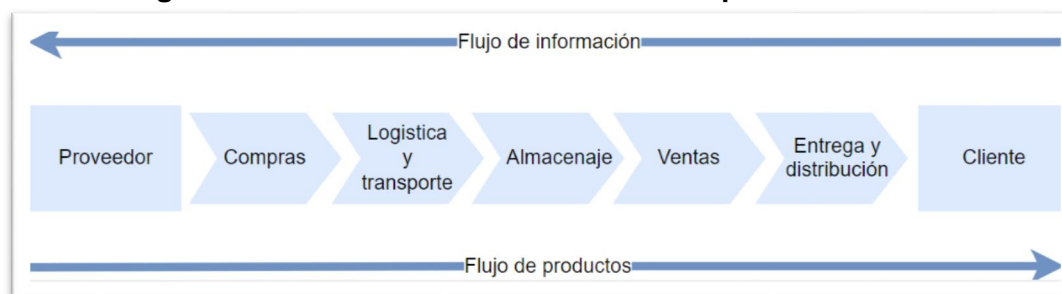 Flujo de información
Proveedor
Compras
Logistica
y
transporte
Almacenaje
Ventas
Entrega y
distribución
Cliente
Flujo de productos